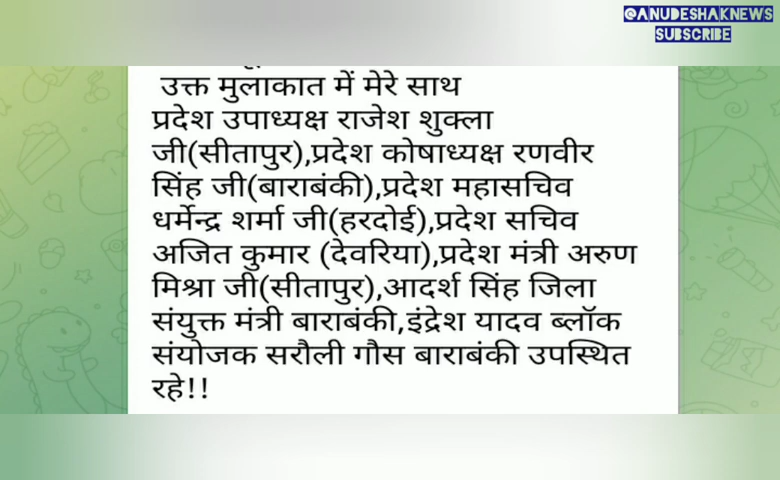 @ANUDESHAKNEWS
SUBSCRIBE
उक्त मुलाकात में मेरे साथ
प्रदेश उपाध्यक्ष राजेश शुक्ला
जी(सीतापुर),प्रदेश कोषाध्यक्ष रणवीर
सिंह जी(बाराबंकी),प्रदेश महासचिव
धर्मेन्द्र शर्मा जी(हरदोई),प्रदेश सचिव
अजित कुमार (देवरिया),प्रदेश मंत्री अरुण
मिश्रा जी(सीतापुर),आदर्श सिंह जिला
संयुक्त मंत्री बाराबंकी,इंद्रेश यादव ब्लॉक
संयोजक सरौली गौस बाराबंकी उपस्थित
रहे!!